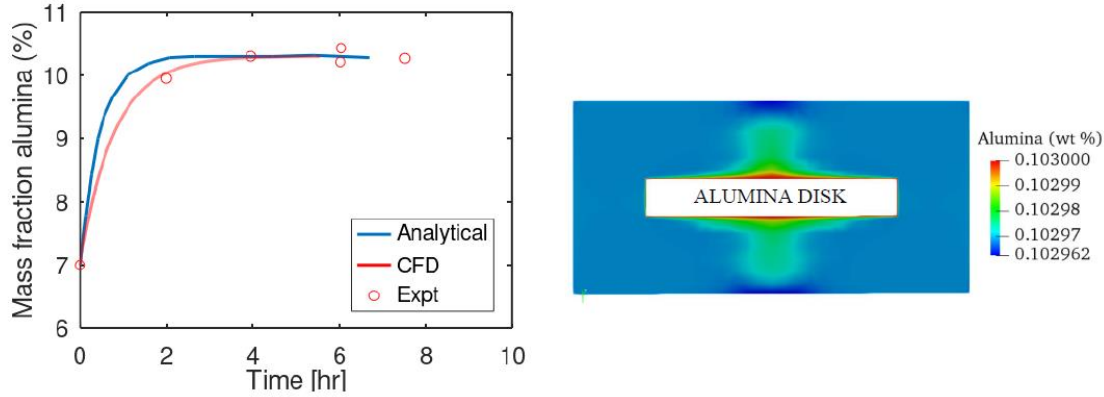 Mass fraction alumina (%)
11
10
9
8
7
6
0
2
4
6
8
10
Time [hr]
Analytical
CFD
Expt
ALUMINA DISK
Alumina (wt %)
0.103000
0.10299
0.10298
0.10297
0.102962